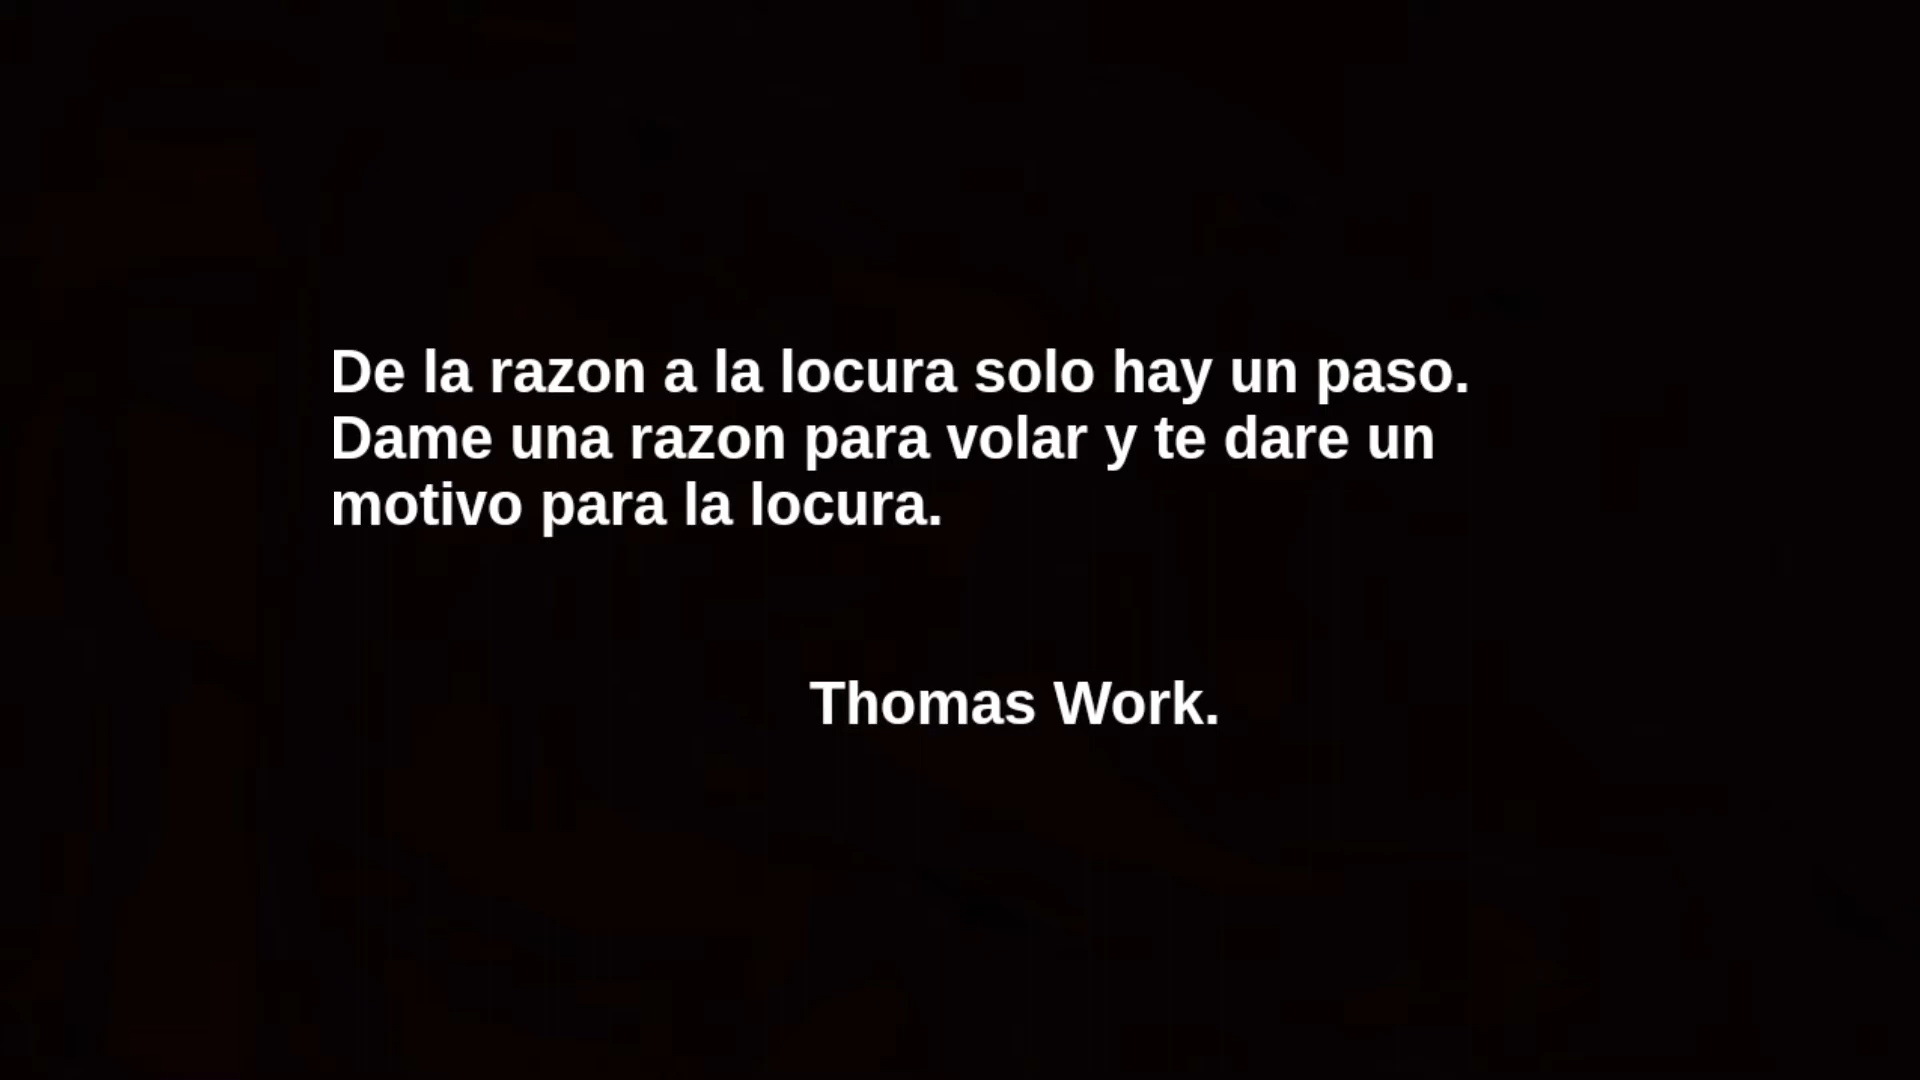 De la razon a la locura solo hay un paso.
Dame una razon para volar y te dare un
motivo para la locura.
Thomas Work.